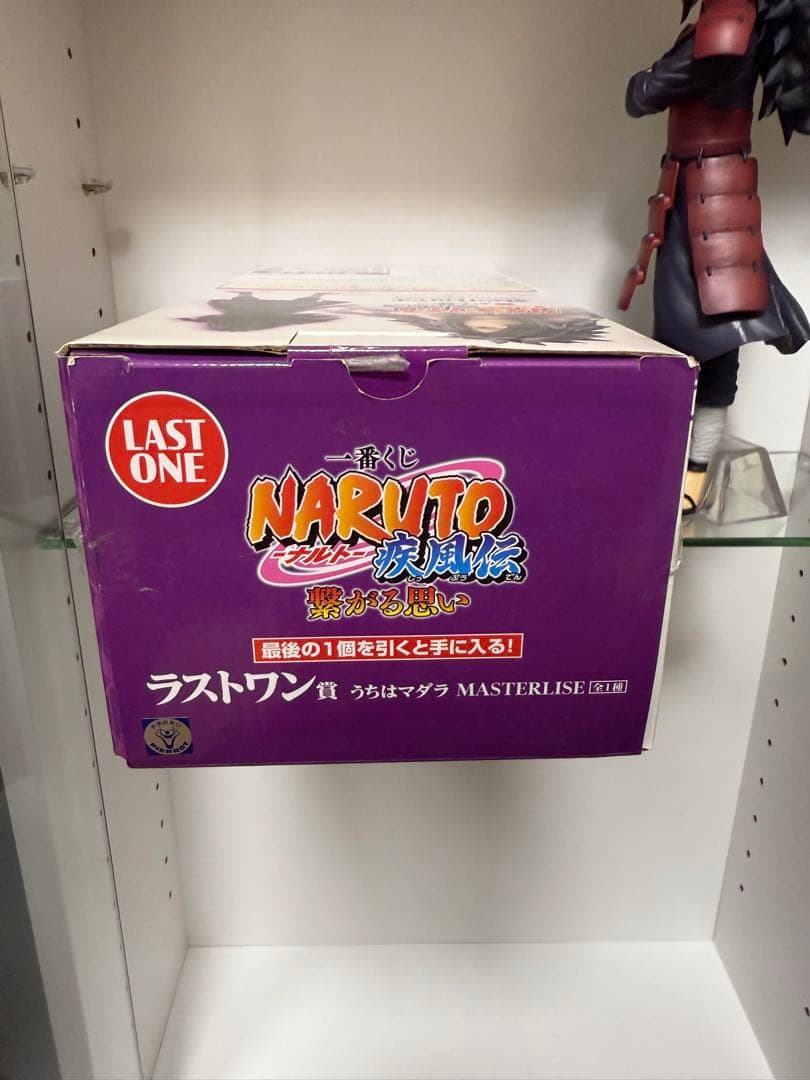 LAST
ONE
一番くじ
NARUTO
-ナルト-
疾風伝
しっ ぷう でん
繋がる思い
最後の1個を引くと手に入る!
ラストワン賞 うちはマダラ MASTERLISE 全1種
PIERROT